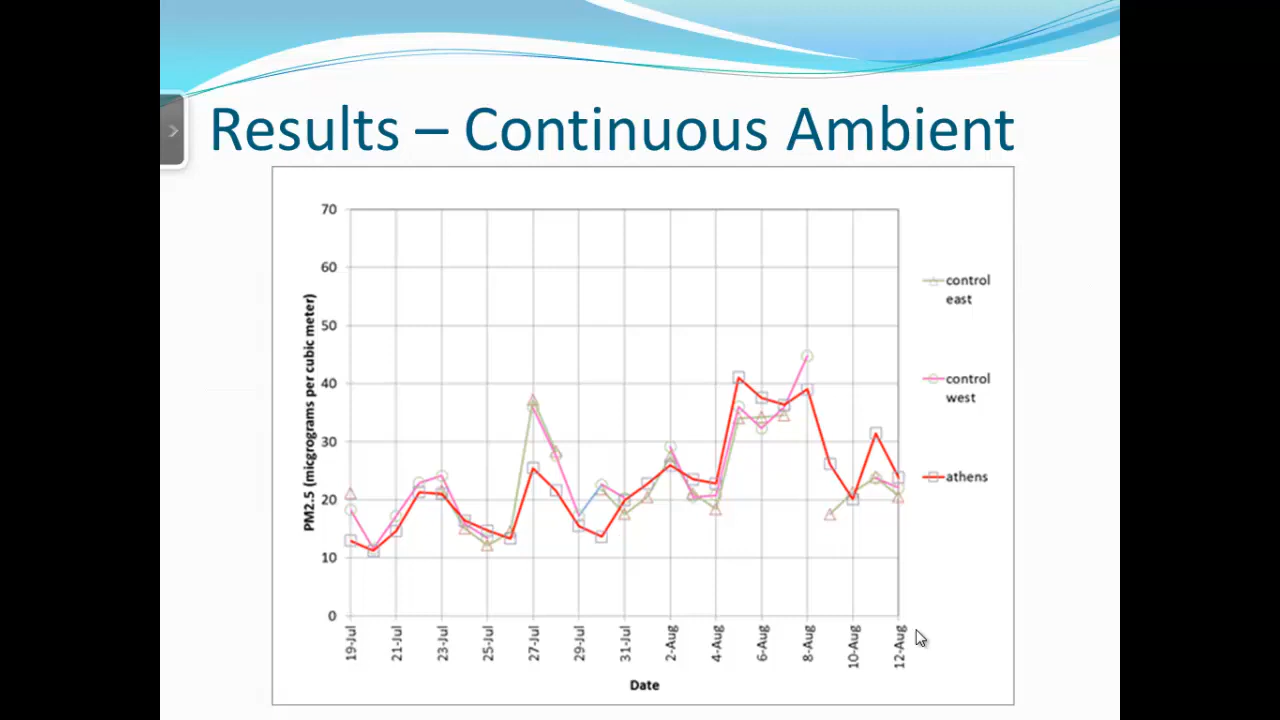 Results – Continuous Ambient
70
60
50
40
30
20
10
0
PM2.5 (micgrograms per cubic meter)
19-Jul
21-Jul
23-Jul
25-Jul
27-Jul
29-Jul
31-Jul
2-Aug
4-Aug
6-Aug
8-Aug
10-Aug
12-Aug
Date
control
east
control
west
athens